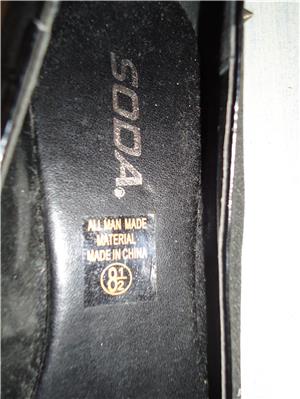 SODA®
ALL MAN MADE
MATERIAL
MADE IN CHINA
8 1/2